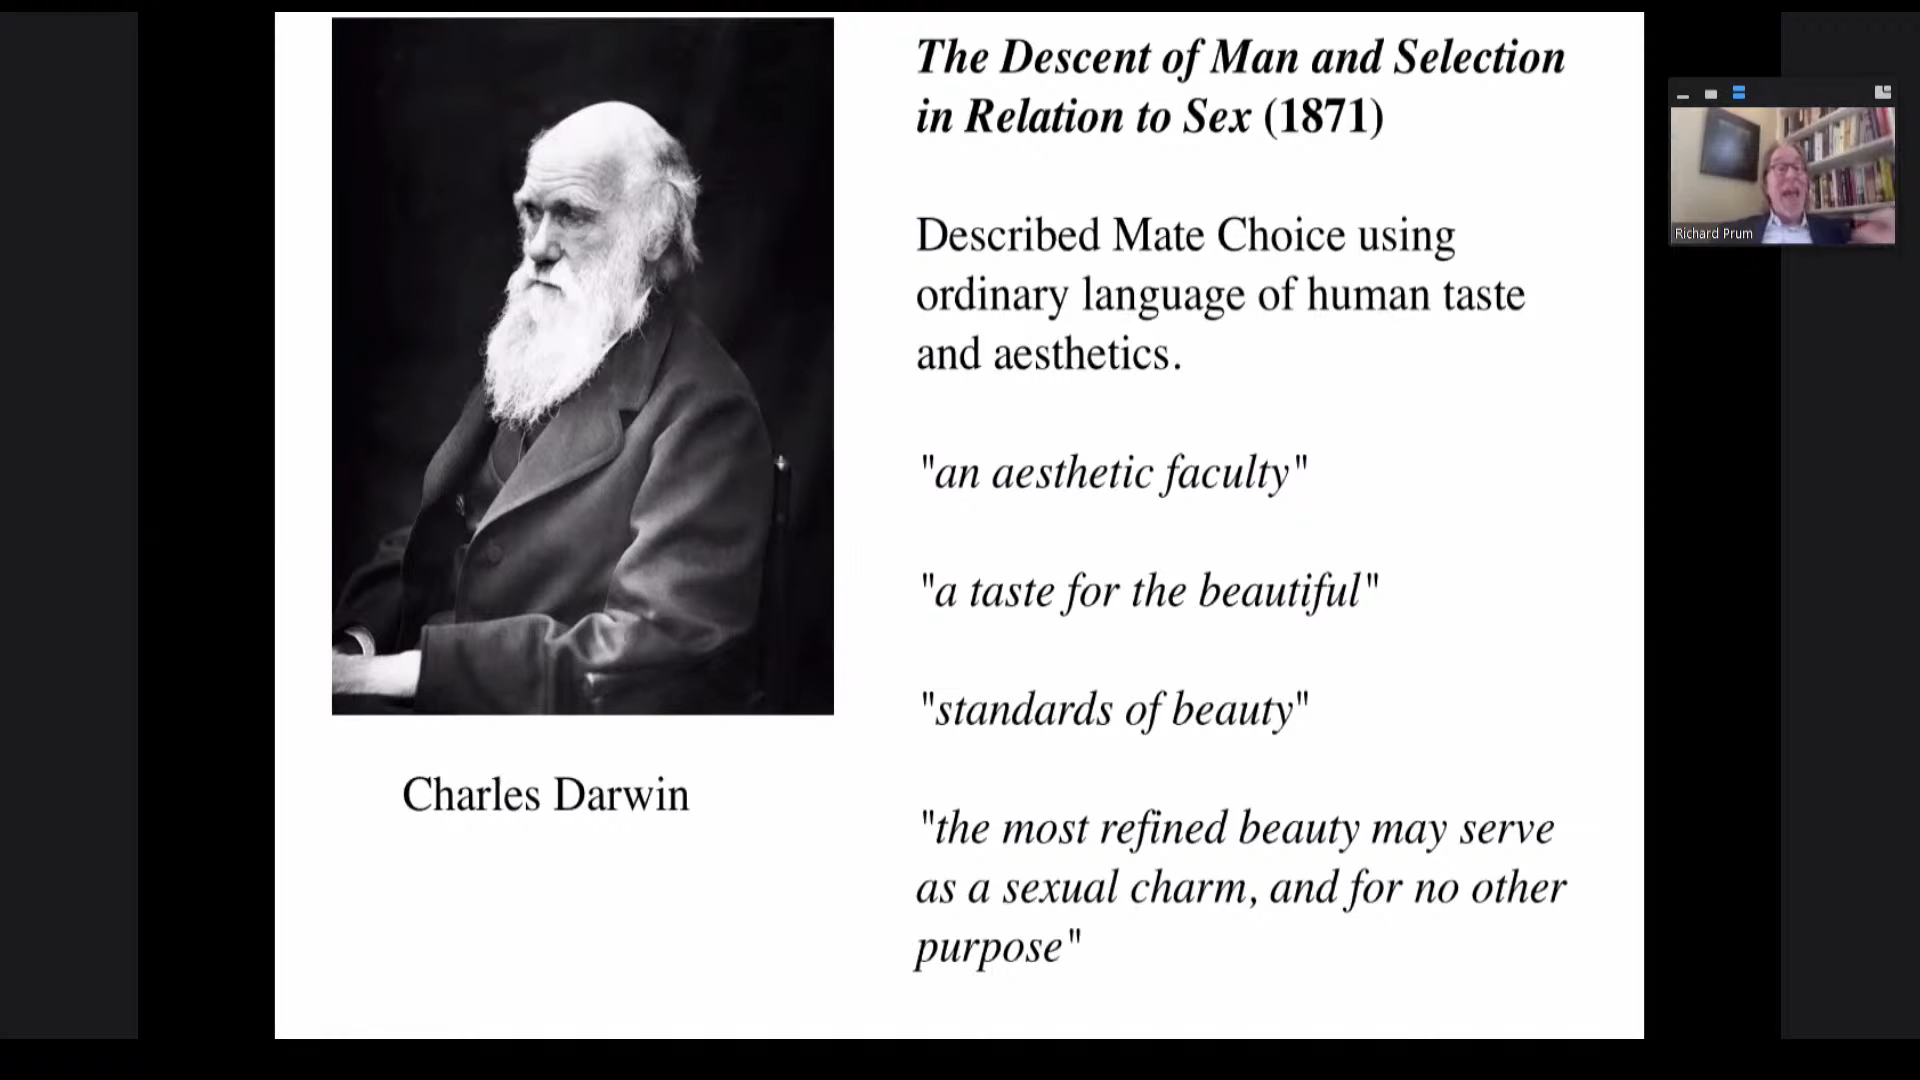 The Descent of Man and Selection
in Relation to Sex (1871)
Described Mate Choice using
ordinary language of human taste
and aesthetics.
"an aesthetic faculty"
"a taste for the beautiful"
"standards of beauty"
"the most refined beauty may serve
as a sexual charm, and for no other
purpose"
Charles Darwin
Richard Prum